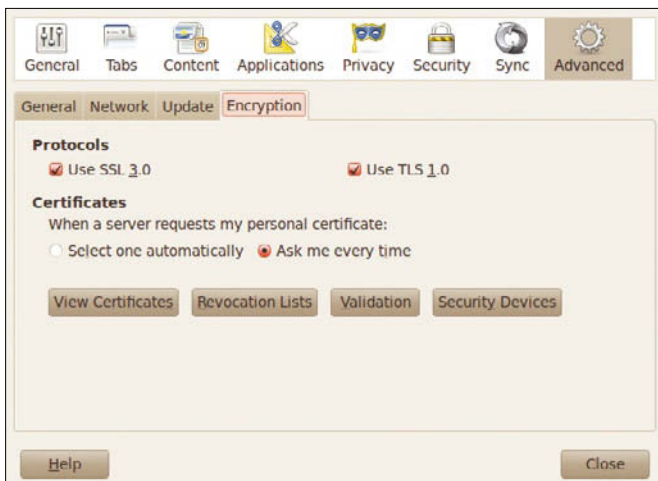 General Tabs Content Applications Privacy Security Sync Advanced
General Network Update Encryption
Protocols
Use SSL 3.0 Use TLS 1.0
Certificates
When a server requests my personal certificate:
Select one automatically Ask me every time
View Certificates Revocation Lists Validation Security Devices
Help Close